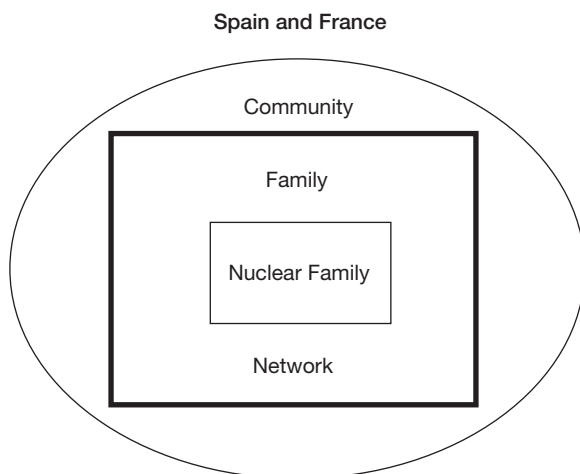 Spain and France
Community
Family
Nuclear Family
Network